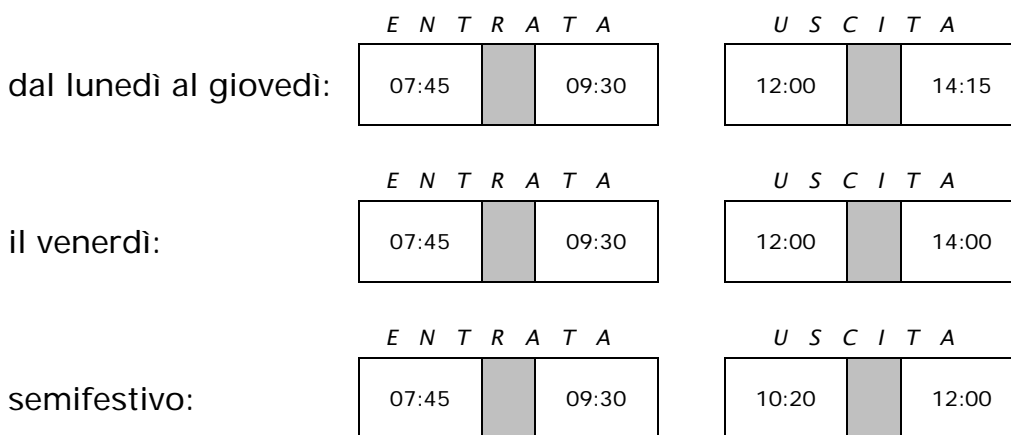 E N T R A T A U S C I T A
dal lunedì al giovedì: 07:45 09:30 12:00 14:15
E N T R A T A U S C I T A
il venerdì: 07:45 09:30 12:00 14:00
E N T R A T A U S C I T A
semifestivo: 07:45 09:30 10:20 12:00